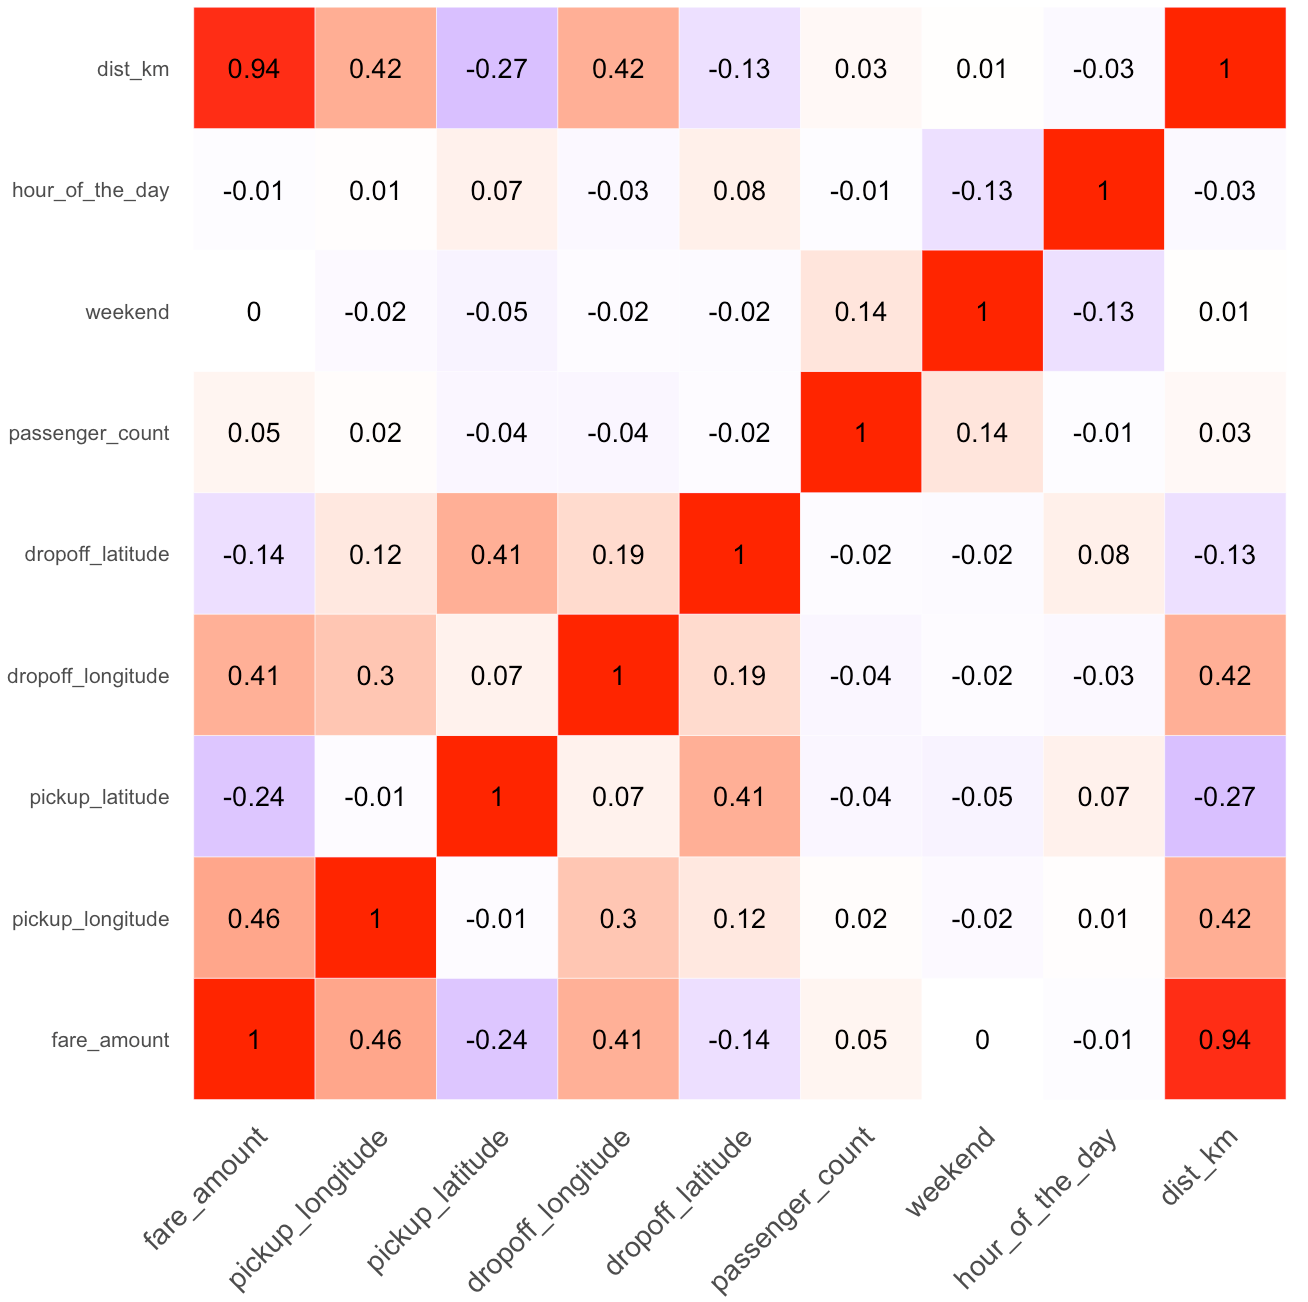 dist_km 0.94 0.42 -0.27 0.42 -0.13 0.03 0.01 -0.03 1
hour_of_the_day -0.01 0.01 0.07 -0.03 0.08 -0.01 -0.13 1 -0.03
weekend 0 -0.02 -0.05 -0.02 -0.02 0.14 1 -0.13 0.01
passenger_count 0.05 0.02 -0.04 -0.04 -0.02 1 0.14 -0.01 0.03
dropoff_latitude -0.14 0.12 0.41 0.19 1 -0.02 -0.02 0.08 -0.13
dropoff_longitude 0.41 0.3 0.07 1 0.19 -0.04 -0.02 -0.03 0.42
pickup_latitude -0.24 -0.01 1 0.07 0.41 -0.04 -0.05 0.07 -0.27
pickup_longitude 0.46 1 -0.01 0.3 0.12 0.02 -0.02 0.01 0.42
fare_amount 1 0.46 -0.24 0.41 -0.14 0.05 0 -0.01 0.94
fare_amount pickup_longitude pickup_latitude dropoff_longitude dropoff_latitude passenger_count weekend hour_of_the_day dist_km